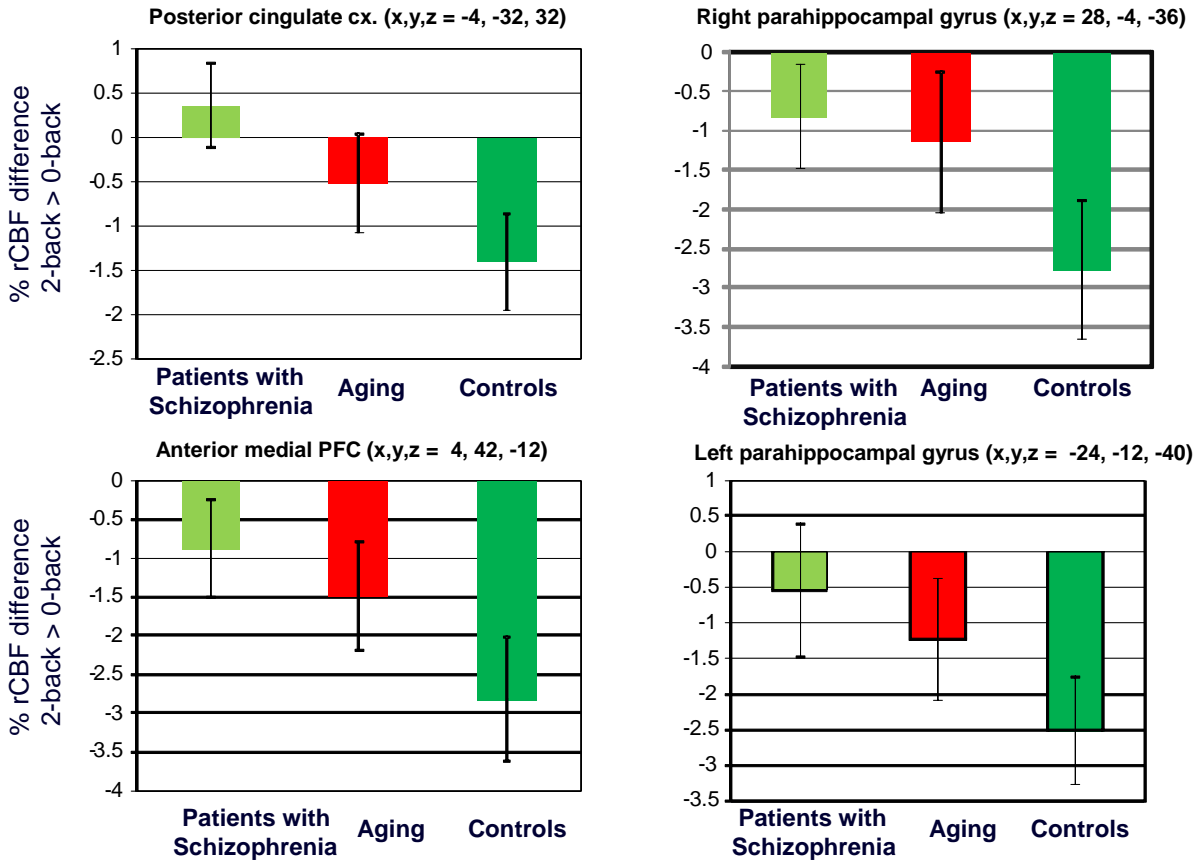 Posterior cingulate cx. (x,y,z = -4, -32, 32)
% rCBF difference
2-back > 0-back
1
0.5
0
-0.5
-1
-1.5
-2
-2.5
Patients with
Schizophrenia
Aging
Controls
Right parahippocampal gyrus (x,y,z = 28, -4, -36)
0
-0.5
-1
-1.5
-2
-2.5
-3
-3.5
-4
Patients with
Schizophrenia
Aging
Controls
Anterior medial PFC (x,y,z = 4, 42, -12)
% rCBF difference
2-back > 0-back
0
-0.5
-1
-1.5
-2
-2.5
-3
-3.5
-4
Patients with
Schizophrenia
Aging
Controls
Left parahippocampal gyrus (x,y,z = -24, -12, -40)
1
0.5
0
-0.5
-1
-1.5
-2
-2.5
-3
-3.5
Patients with
Schizophrenia
Aging
Controls